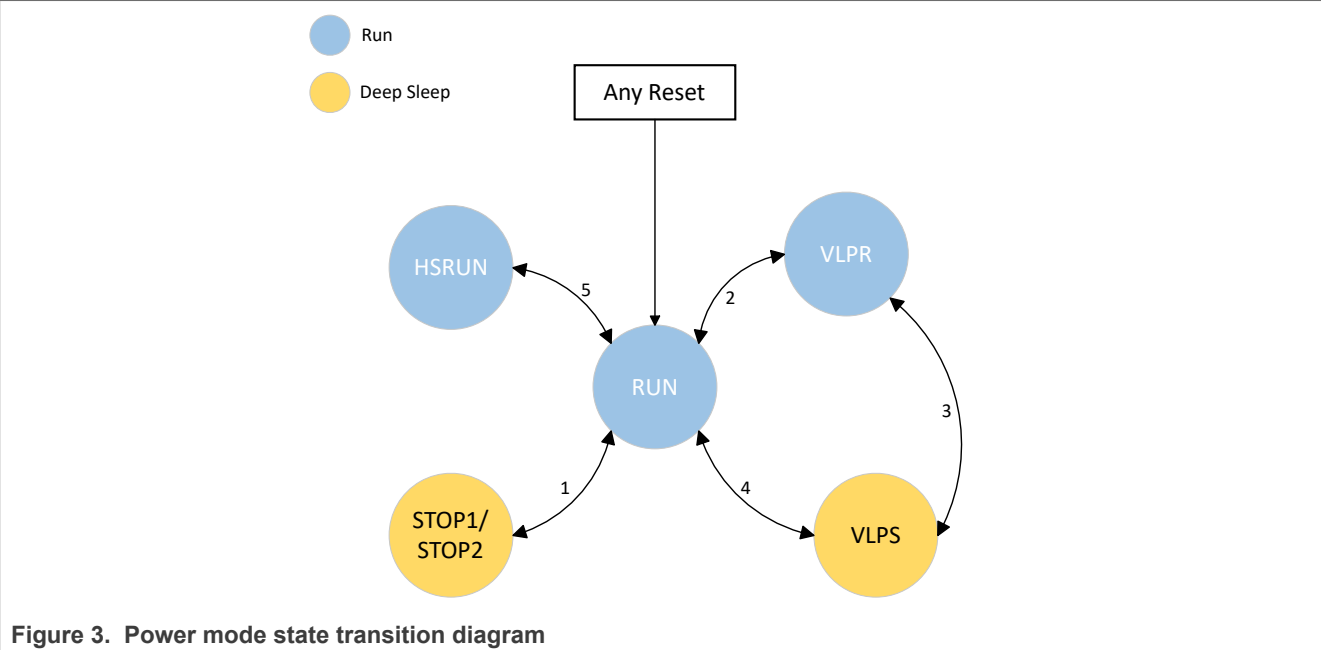 Run
Deep Sleep
Any Reset
HSRUN
VLPR
5
2
RUN
3
1
4
STOP1/
STOP2
VLPS
Figure 3. Power mode state transition diagram